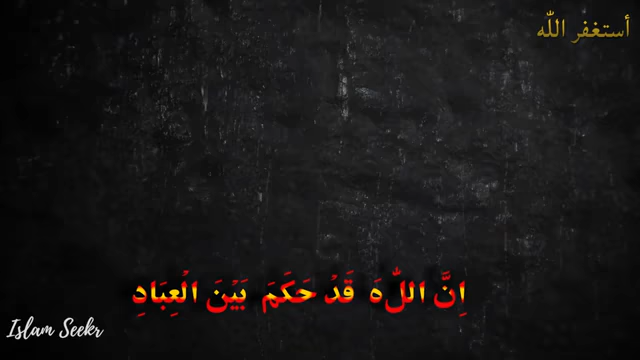 أستغفر الله
اِنَّ اللّٰهَ قَدْ حَكَمَ بَيْنَ الْعِبَادِ
Islam Seekr